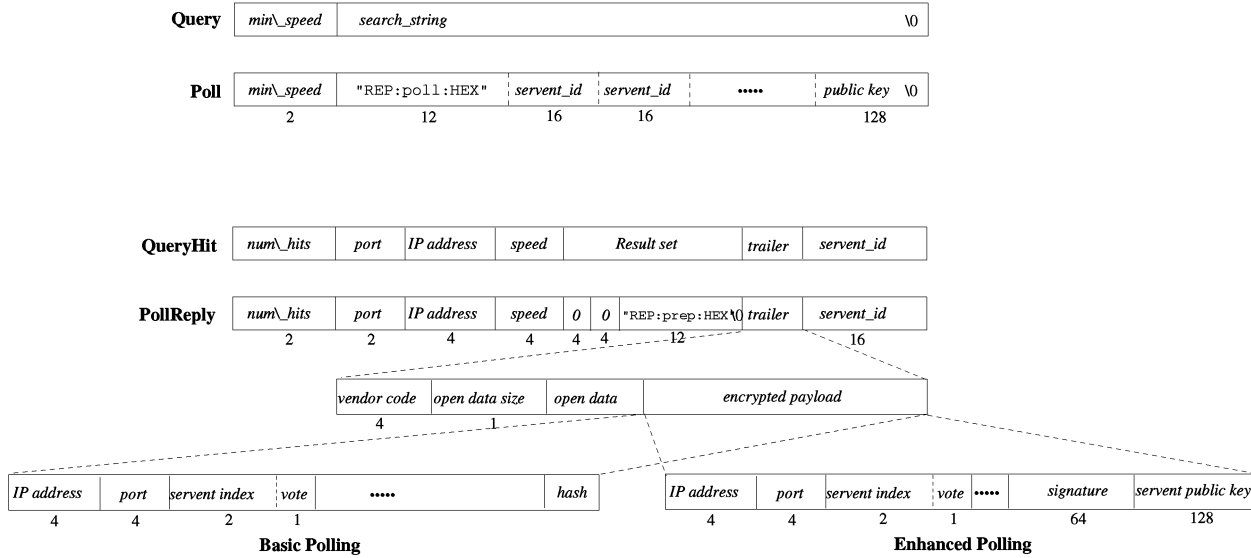 Query min\_speed search_string \0
Poll min\_speed "REP:poll:HEX" servent_id servent_id ••••• public key \0
2 12 16 16 128
QueryHit num\_hits port IP address speed Result set trailer servent_id
PollReply num\_hits port IP address speed 0 0 "REP:prep:HEX"\0 trailer servent_id
2 2 4 4 4 4 12 16
vendor code open data size open data encrypted payload
4 1
IP address port servent index vote ••••• hash IP address port servent index vote ••••• signature servent public key
4 4 2 1 4 4 2 1 64 128
Basic Polling Enhanced Polling